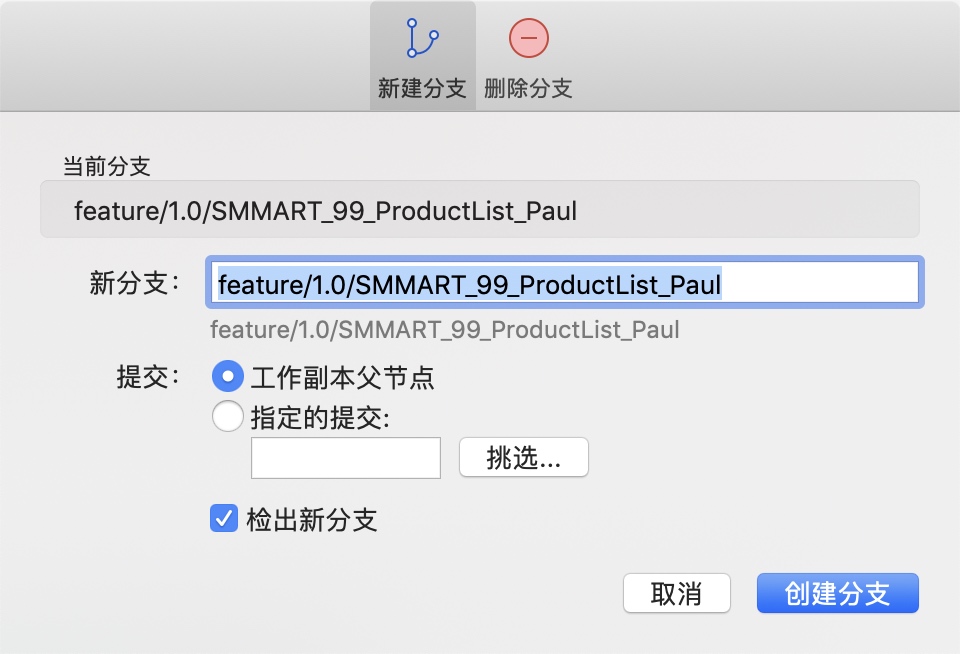 新建分支 删除分支
当前分支
feature/1.0/SMMART_99_ProductList_Paul
新分支： feature/1.0/SMMART_99_ProductList_Paul
feature/1.0/SMMART_99_ProductList_Paul
提交： 工作副本父节点
指定的提交:
挑选...
检出新分支
取消 创建分支